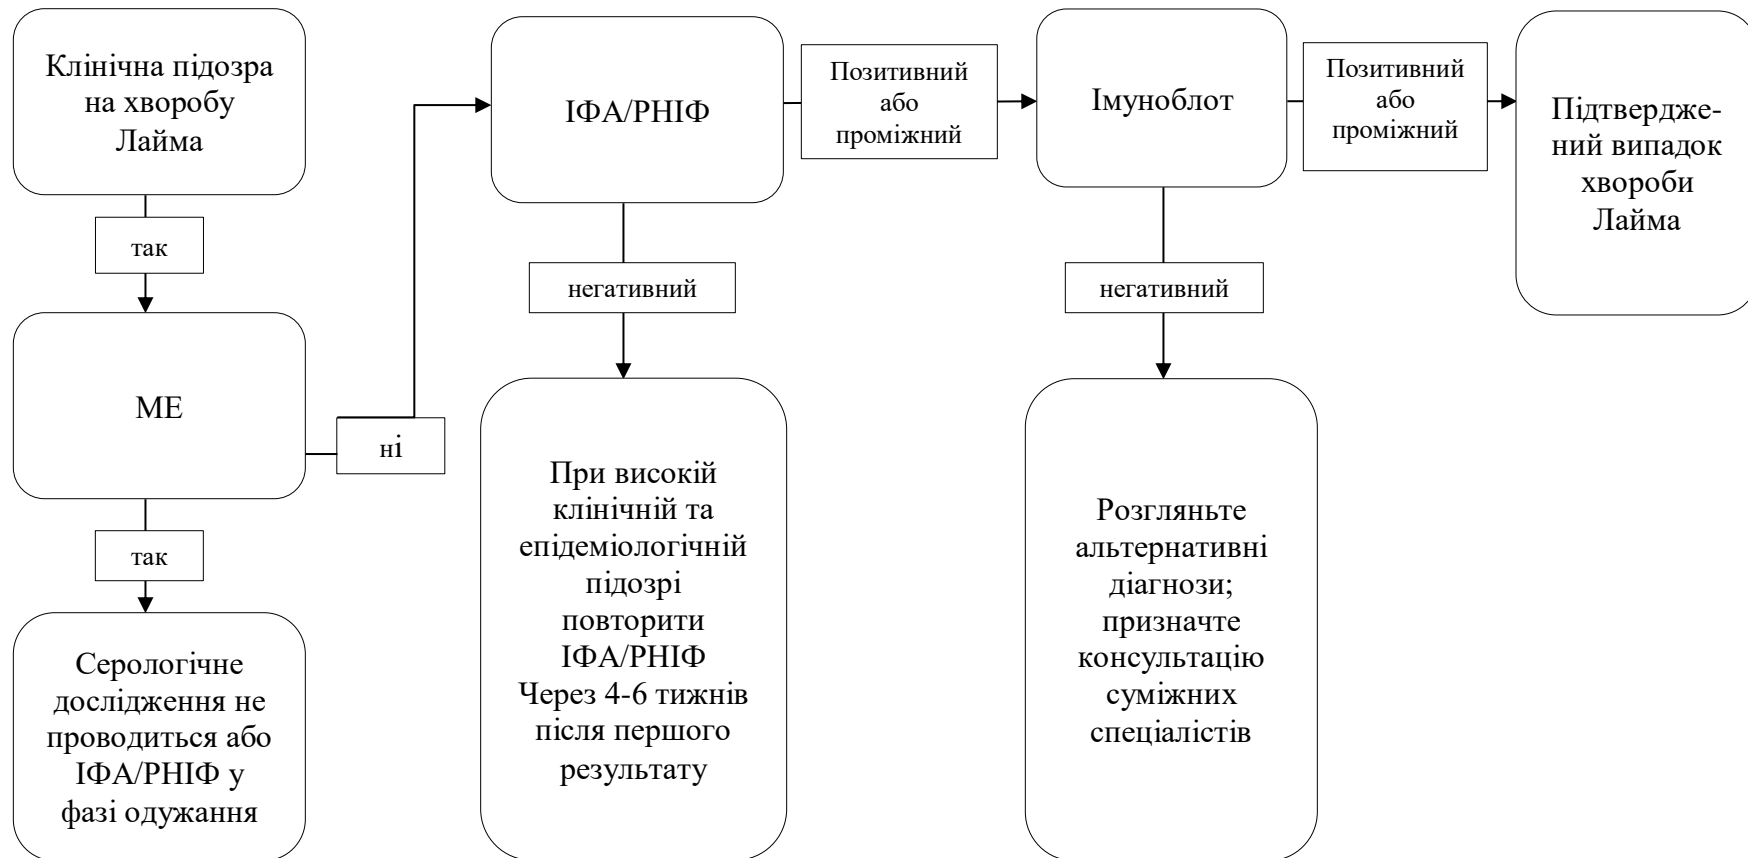 Клінічна підозра
на хворобу
Лайма
так
МЕ
ні
так
Серологічне
дослідження не
проводиться або
ІФА/РНІФ у
фазі одужання
ІФА/РНІФ
Позитивний
або
проміжний
негативний
При високій
клінічній та
епідеміологічній
підозрі
повторити
ІФА/РНІФ
Через 4-6 тижнів
після першого
результату
Імуноблот
Позитивний
або
проміжний
негативний
Розгляньте
альтернативні
діагнози;
призначте
консультацію
суміжних
спеціалістів
Підтвердже-
ний випадок
хвороби
Лайма